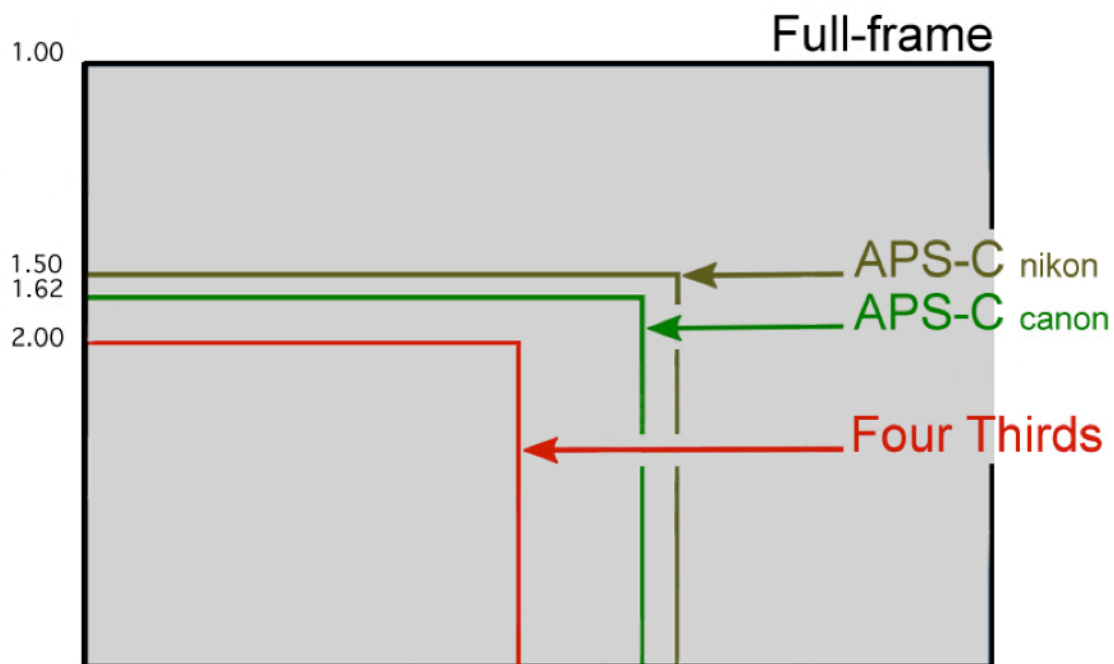 Full-frame
1.00
1.50
APS-C nikon
1.62
APS-C canon
2.00
Four Thirds